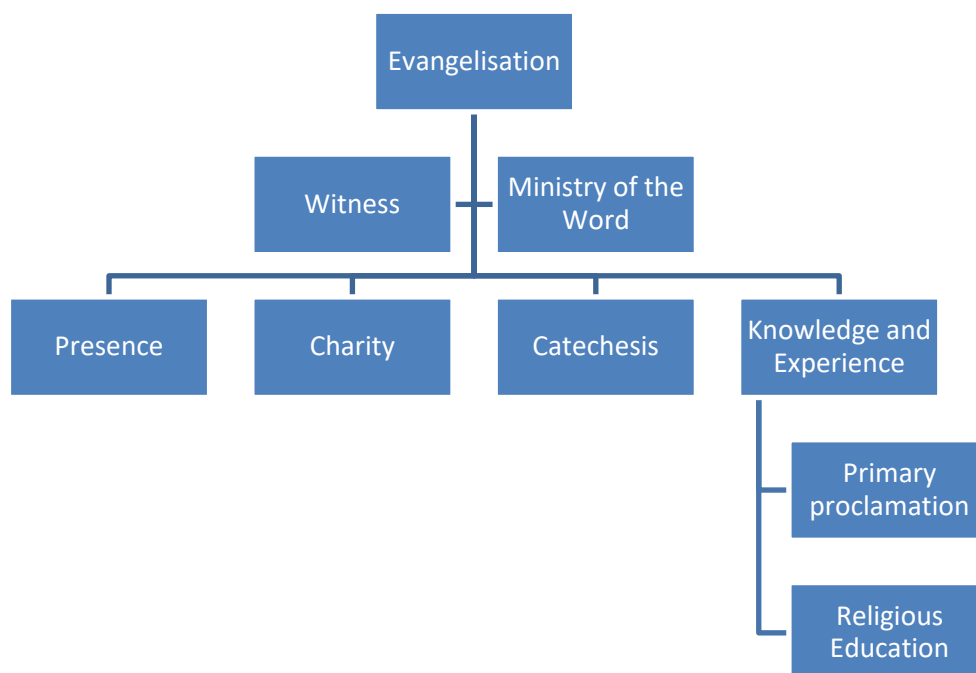 Evangelisation
Witness
Ministry of the
Word
Presence
Charity
Catechesis
Knowledge and
Experience
Primary
proclamation
Religious
Education